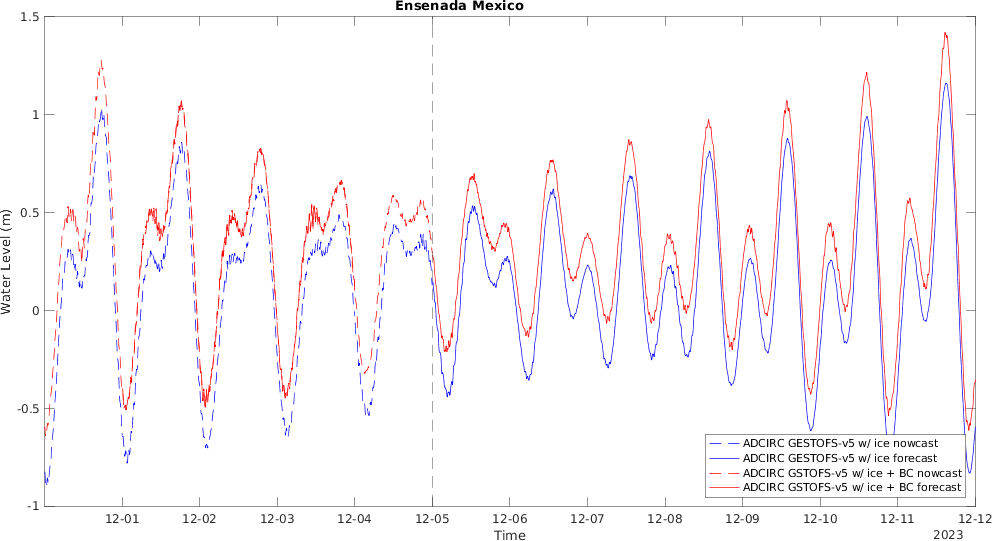 Ensenada Mexico
1.5
1
0.5
0
-0.5
-1
Water Level (m)
12-01 12-02 12-03 12-04 12-05 12-06 12-07 12-08 12-09 12-10 12-11 12-12
Time
2023
ADCIRC GESTOFS-v5 w/ ice nowcast
ADCIRC GESTOFS-v5 w/ ice forecast
ADCIRC GSTOFS-v5 w/ ice + BC nowcast
ADCIRC GSTOFS-v5 w/ ice + BC forecast